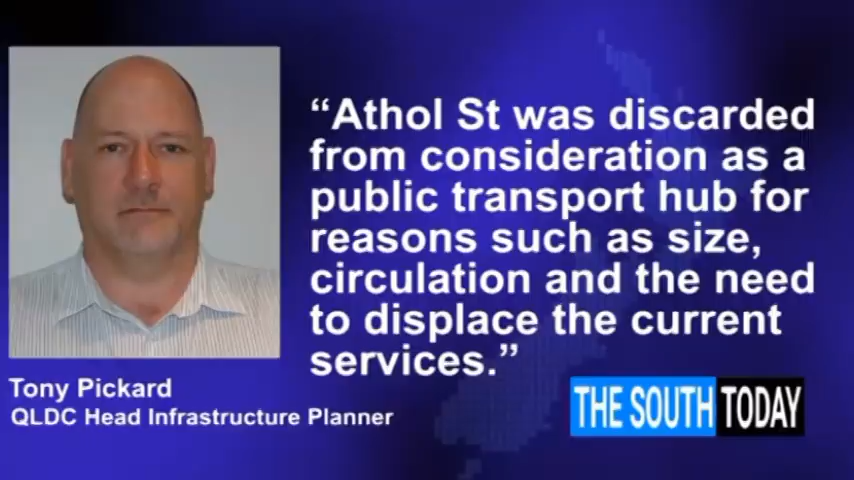 “Athol St was discarded
from consideration as a
public transport hub for
reasons such as size,
circulation and the need
to displace the current
services.”
Tony Pickard
QLDC Head Infrastructure Planner
THE SOUTH TODAY